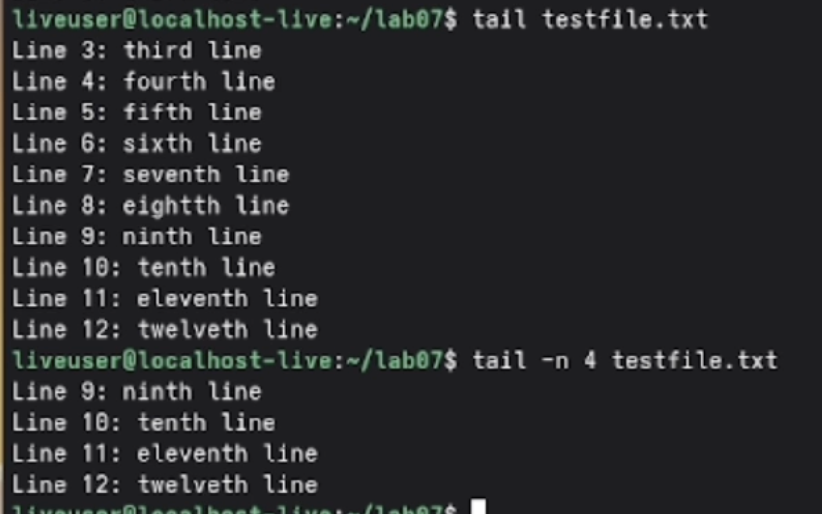 liveuser@localhost-live:~/lab07$ tail testfile.txt
Line 3: third line
Line 4: fourth line
Line 5: fifth line
Line 6: sixth line
Line 7: seventh line
Line 8: eightth line
Line 9: ninth line
Line 10: tenth line
Line 11: eleventh line
Line 12: twelveth line
liveuser@localhost-live:~/lab07$ tail -n 4 testfile.txt
Line 9: ninth line
Line 10: tenth line
Line 11: eleventh line
Line 12: twelveth line
liveuser@localhost-live:~/lab07$